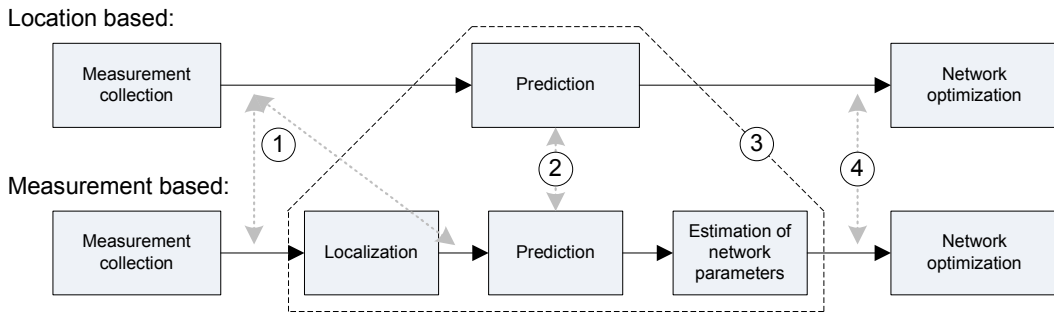 Location based:
Measurement
collection
Prediction
Network
optimization
1
2
3
4
Measurement based:
Measurement
collection
Localization
Prediction
Estimation of
network
parameters
Network
optimization